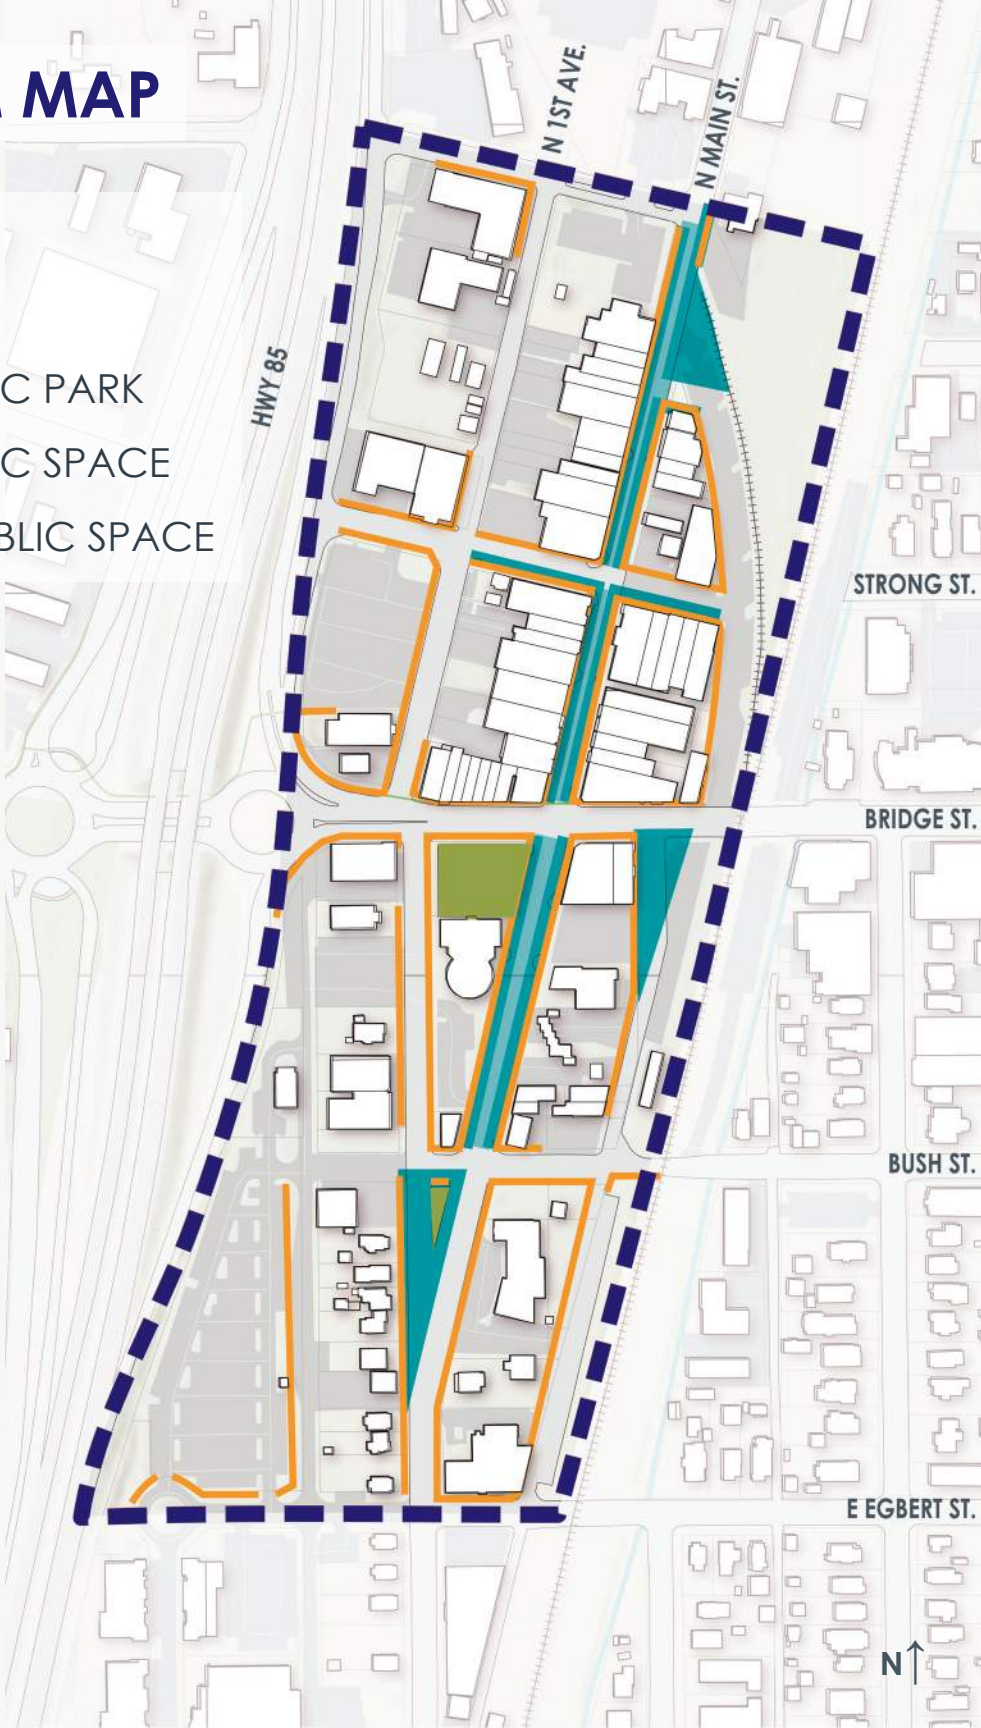 MAP
N 1ST AVE.
N MAIN ST.
HWY 85
C PARK
C SPACE
BLIC SPACE
STRONG ST.
BRIDGE ST.
BUSH ST.
E EGBERT ST.
N